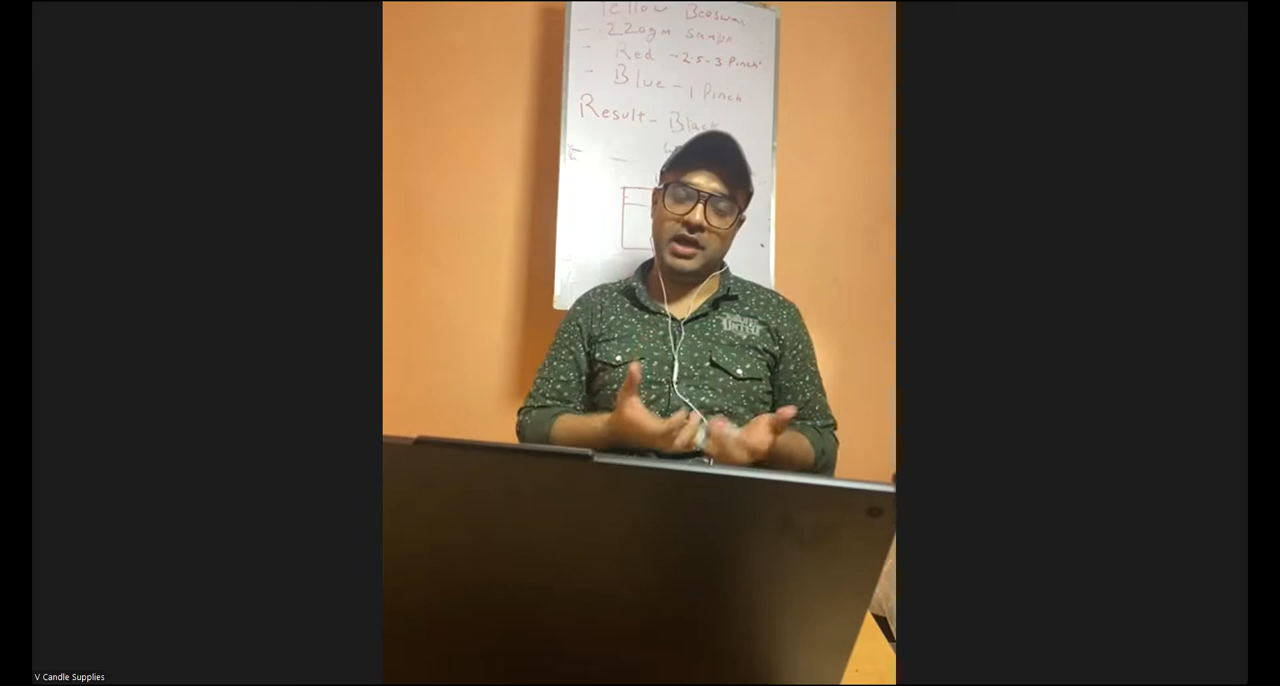 Yellow Beeswax
- 220gm sample
- Red - 2.5-3 Pinch
- Blue - 1 Pinch
Result - Black
V Candle Supplies